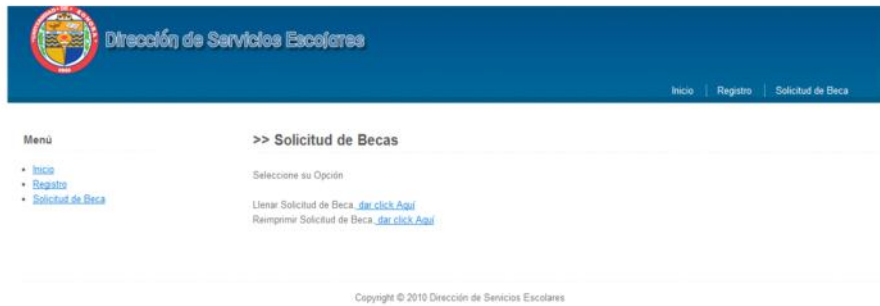 Dirección de Servicios Escolares
Inicio | Registro | Solicitud de Beca
Menú
• Inicio
• Registro
• Solicitud de Beca
>> Solicitud de Becas
Seleccione su Opción
Llenar Solicitud de Beca, dar click Aquí
Reimprimir Solicitud de Beca, dar click Aquí
Copyright © 2010 Dirección de Servicios Escolares